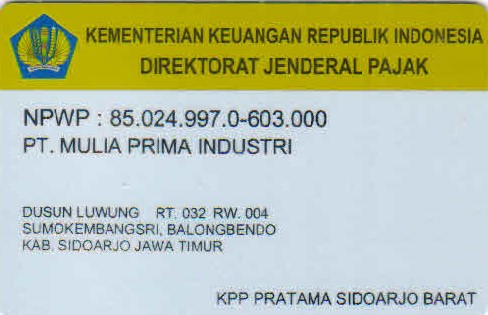 KEMENTERIAN KEUANGAN REPUBLIK INDONESIA
DIREKTORAT JENDERAL PAJAK
NPWP : 85.024.997.0-603.000
PT. MULIA PRIMA INDUSTRI
DUSUN LUWUNG RT. 032 RW. 004
SUMOKEMBANGSRI, BALONGBENDO
KAB. SIDOARJO JAWA TIMUR
KPP PRATAMA SIDOARJO BARAT